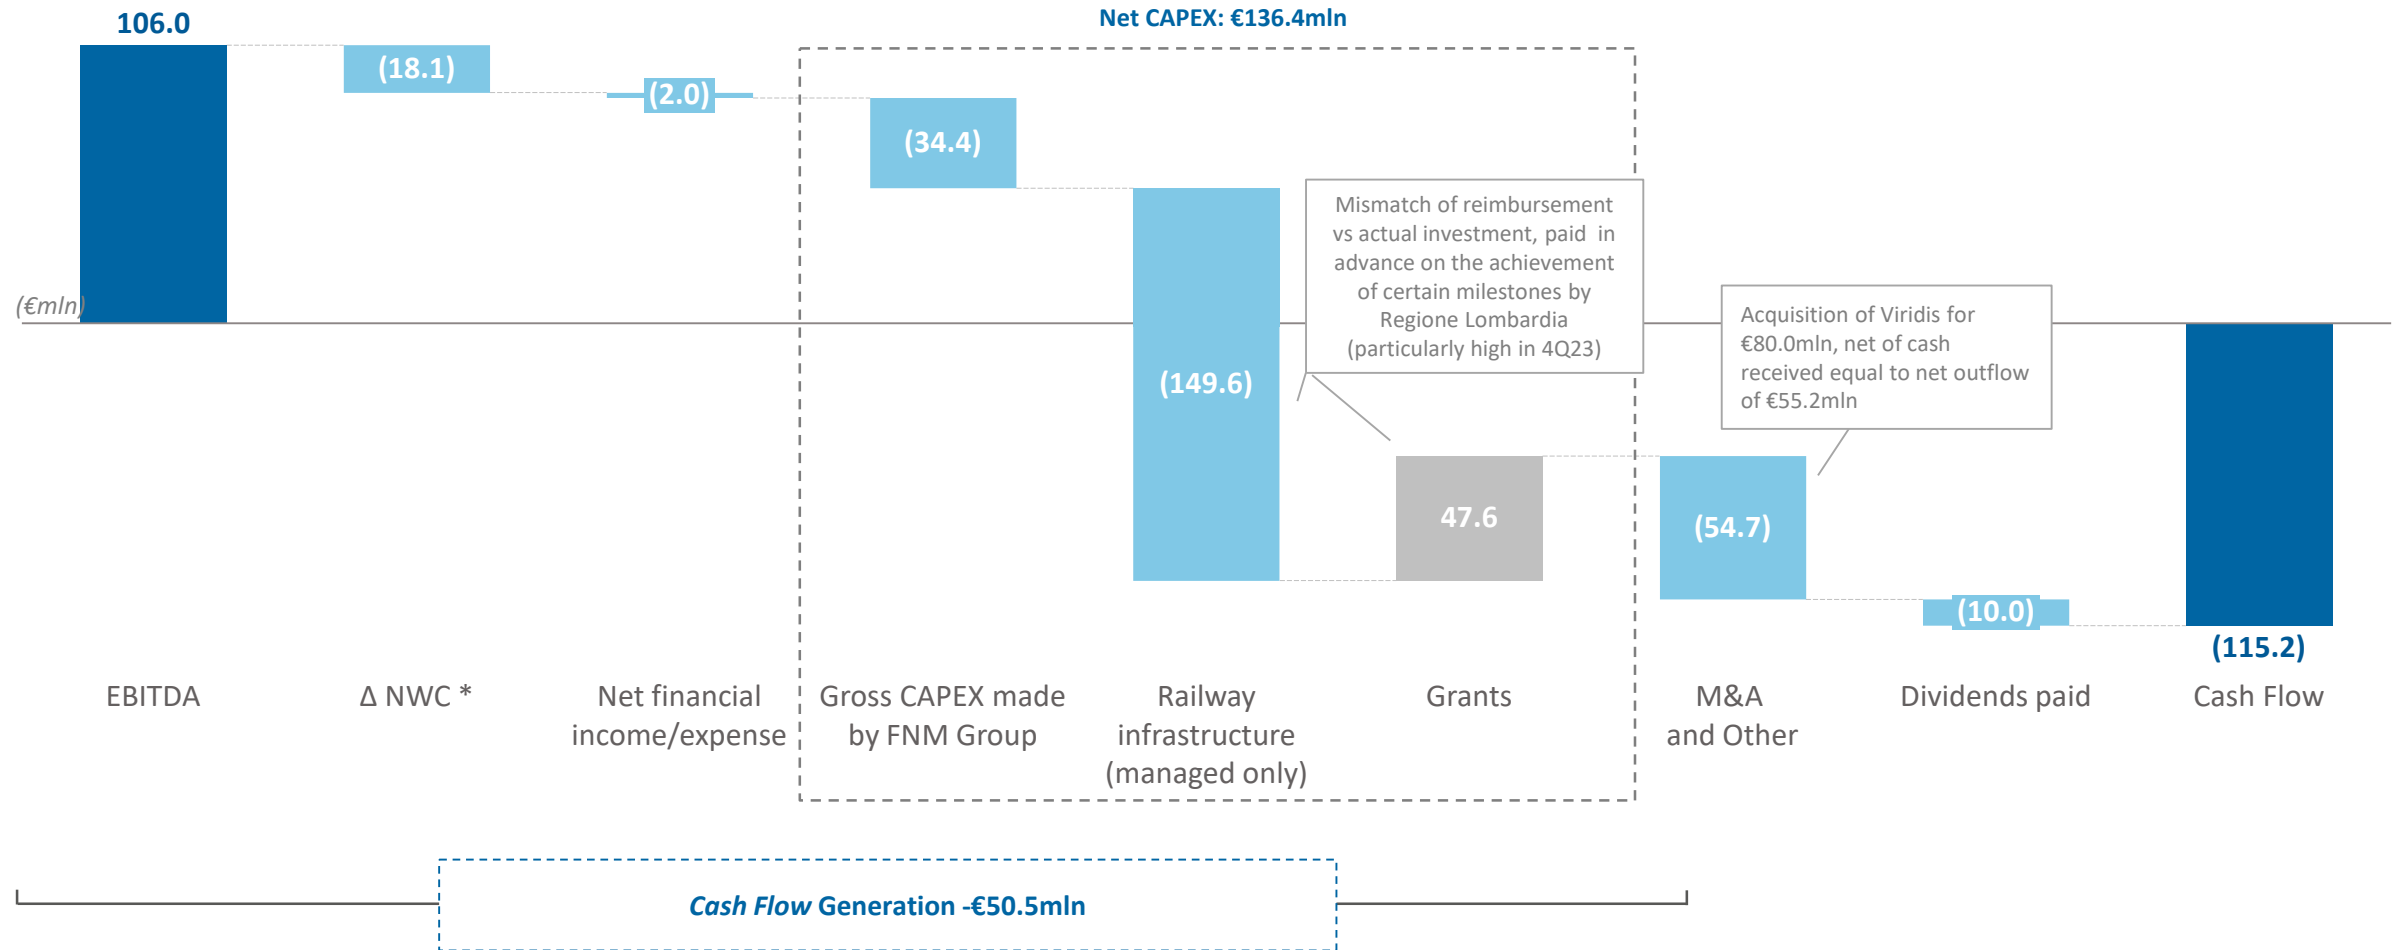 Net CAPEX: €136.4mln
106.0
(18.1)
(2.0)
(34.4)
(149.6)
47.6
(54.7)
(10.0)
(115.2)
(€mln)
Mismatch of reimbursement
vs actual investment, paid in
advance on the achievement
of certain milestones by
Regione Lombardia
(particularly high in 4Q23)
Acquisition of Viridis for
€80.0mln, net of cash
received equal to net outflow
of €55.2mln
EBITDA
Δ NWC *
Net financial
income/expense
Gross CAPEX made
by FNM Group
Railway
infrastructure
(managed only)
Grants
M&A
and Other
Dividends paid
Cash Flow
Cash Flow Generation -€50.5mln